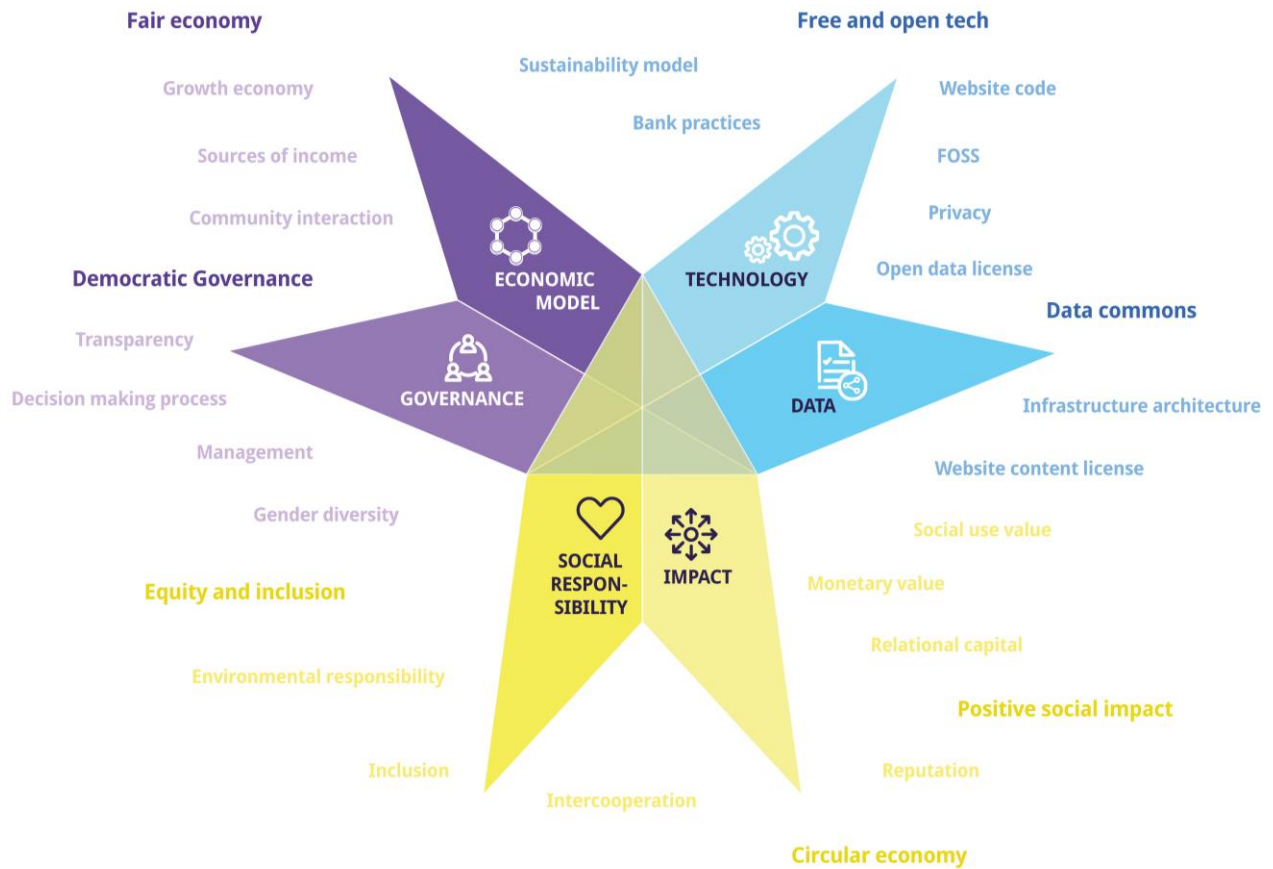 Fair economy
Free and open tech
Sustainability model
Growth economy
Website code
Bank practices
Sources of income
FOSS
Community interaction
Privacy
Democratic Governance
ECONOMIC
MODEL
TECHNOLOGY
Open data license
Data commons
Transparency
Decision making process
GOVERNANCE
DATA
Infrastructure architecture
Management
Website content license
Gender diversity
Social use value
SOCIAL
RESPON-
SIBILITY
IMPACT
Equity and inclusion
Monetary value
Relational capital
Environmental responsibility
Positive social impact
Inclusion
Reputation
Intercooperation
Circular economy